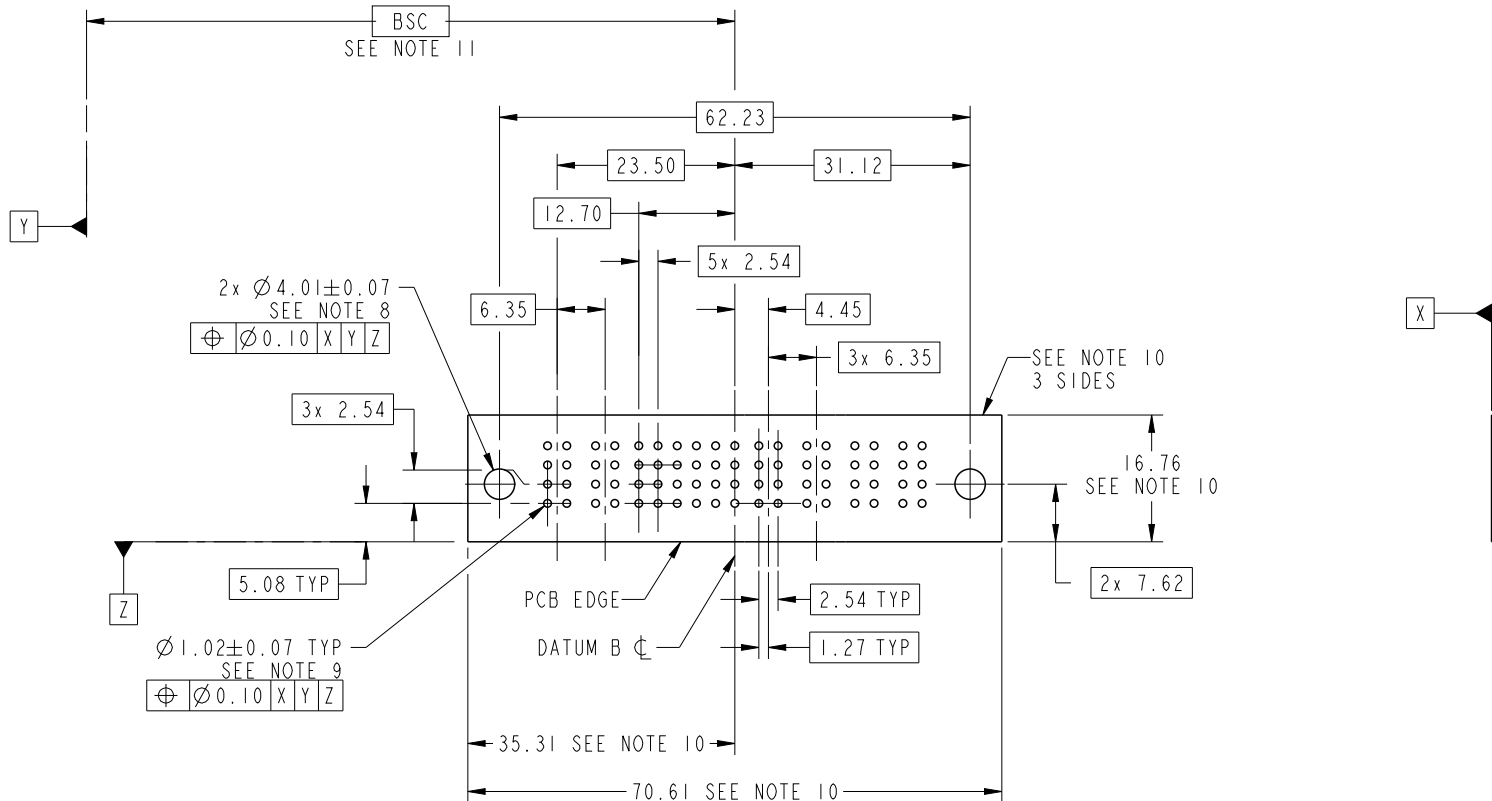 BSC
SEE NOTE 11
62.23
23.50
31.12
12.70
Y
5x 2.54
2x Ø4.01±0.07
SEE NOTE 8
⌖ Ø0.10 X Y Z
6.35
4.45
X
3x 6.35
SEE NOTE 10
3 SIDES
3x 2.54
16.76
SEE NOTE 10
5.08 TYP
2x 7.62
Z
PCB EDGE
2.54 TYP
DATUM B ℄
1.27 TYP
Ø1.02±0.07 TYP
SEE NOTE 9
⌖ Ø0.10 X Y Z
35.31 SEE NOTE 10
70.61 SEE NOTE 10